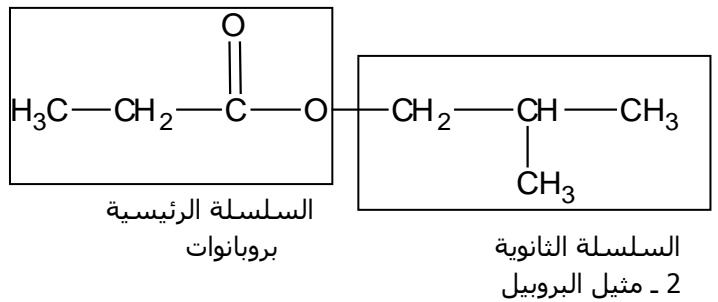 O
H₃C—CH₂—C—O—CH₂—CH—CH₃
CH₃
السلسلة الرئيسية
بروبانوات
السلسلة الثانوية
2 ـ مثيل البروبيل